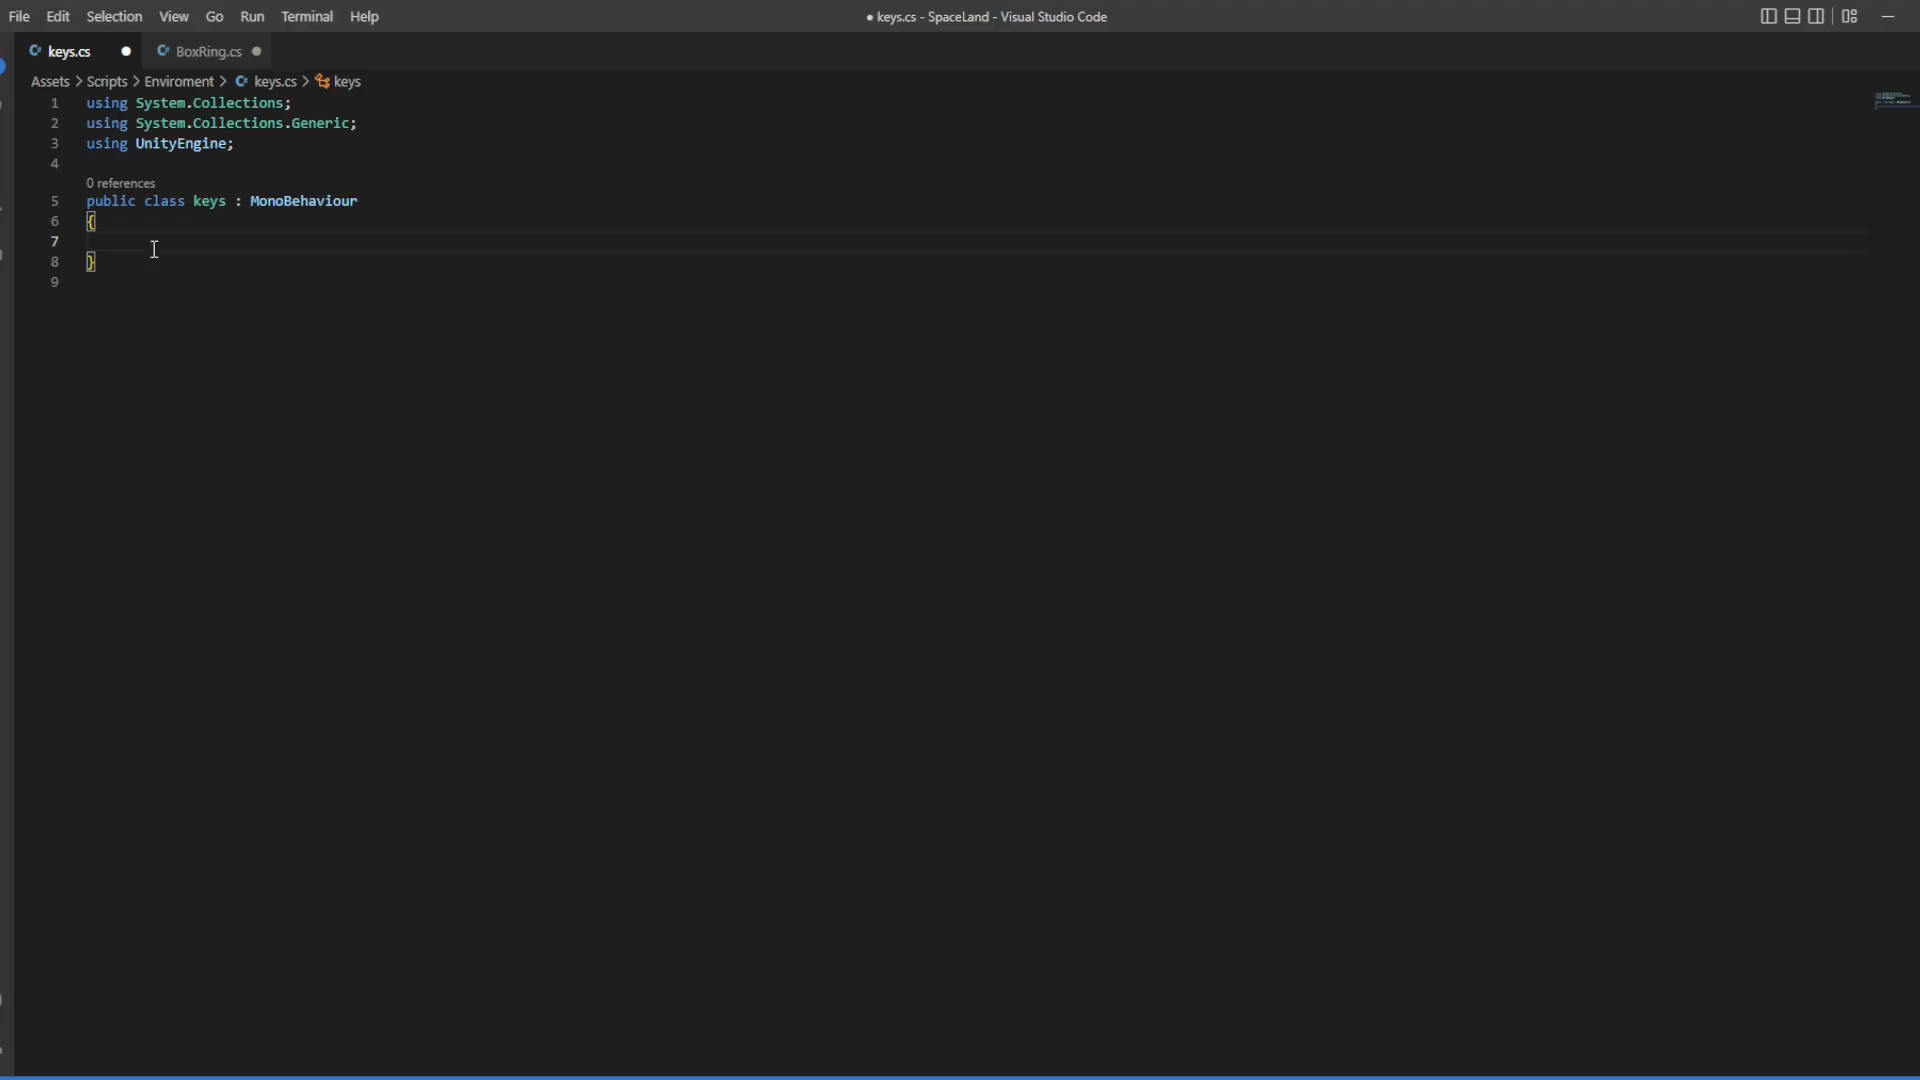 File Edit Selection View Go Run Terminal Help
● keys.cs - SpaceLand - Visual Studio Code
keys.cs BoxRing.cs
Assets > Scripts > Enviroment > keys.cs > keys
1 using System.Collections;
2 using System.Collections.Generic;
3 using UnityEngine;
4
0 references
5 public class keys : MonoBehaviour
6 {
7
8 }
9